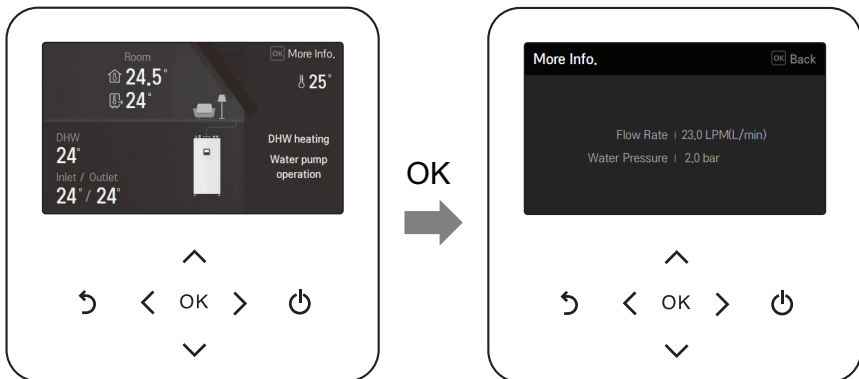 Room
OK More Info.
24.5°
24°
25°
DHW
24°
Inlet / Outlet
24° / 24°
DHW heating
Water pump
operation
OK
OK
More Info.
OK Back
Flow Rate | 23.0 LPM(L/min)
Water Pressure | 2.0 bar
OK